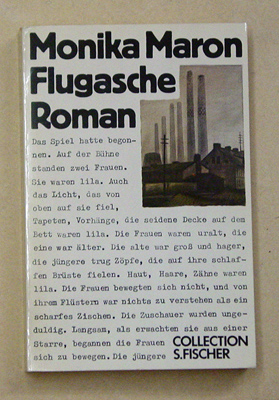 Monika Maron
Flugasche
Roman
Das Spiel hatte begon-
nen. Auf der Bühne
standen zwei Frauen.
Sie waren lila. Auch
das Licht, das von
oben auf sie fiel,
Tapeten, Vorhänge, die seidene Decke auf dem
Bett waren lila. Die Frauen waren uralt, die
eine war älter. Die alte war groß und hager,
die jüngere trug Zöpfe, die auf ihre schlaf-
fen Brüste fielen. Haut, Haare, Zähne waren
lila. Die Frauen bewegten sich nicht, und von
ihrem Flüstern war nichts zu verstehen als ein
scharfes Zischen. Die Zuschauer wurden unge-
duldig. Langsam, als erwachten sie aus einer
Starre, begannen die Frauen
sich zu bewegen. Die jüngere
COLLECTION
S.FISCHER